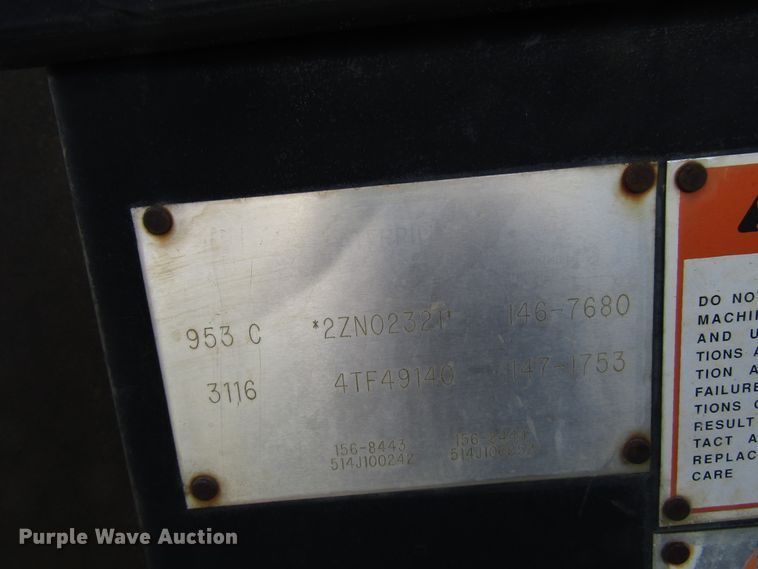 953 C *2ZN02321* 146-7680
3116 4TF49140 147-1753
156-8443
514J100242
DO NO
MACHIN
AND U
TIONS A
TION A
FAILURE
TIONS O
RESULT
TACT A
REPLAC
CARE
Purple Wave Auction